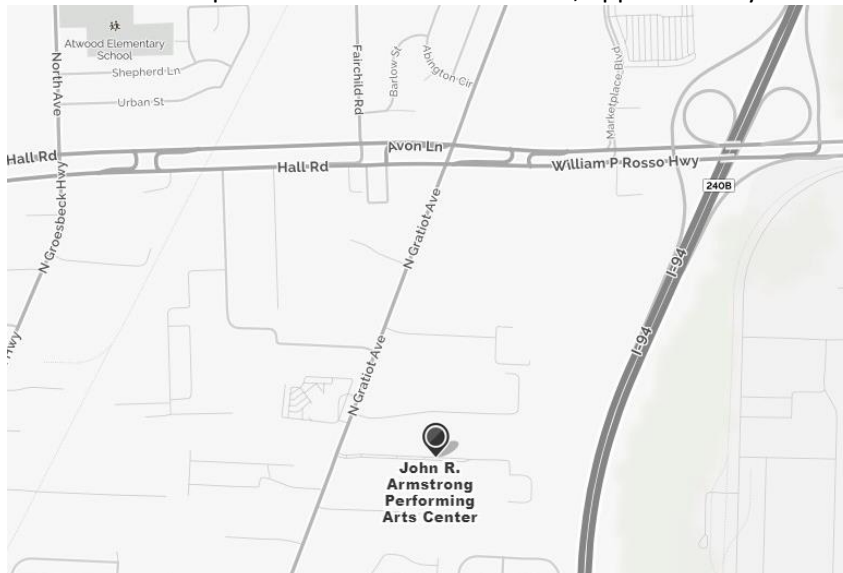 Atwood Elementary
School
Shepherd Ln
Urban St
North Ave
Fairchild Rd
Barlow St
Abington Cir
Marketplace Blvd
Hall Rd
Avon Ln
Hall Rd
William P Rosso Hwy
240B
N Groesbeck Hwy
N Gratiot Ave
I-94
I-94
Hwy
N Gratiot Ave
John R.
Armstrong
Performing
Arts Center